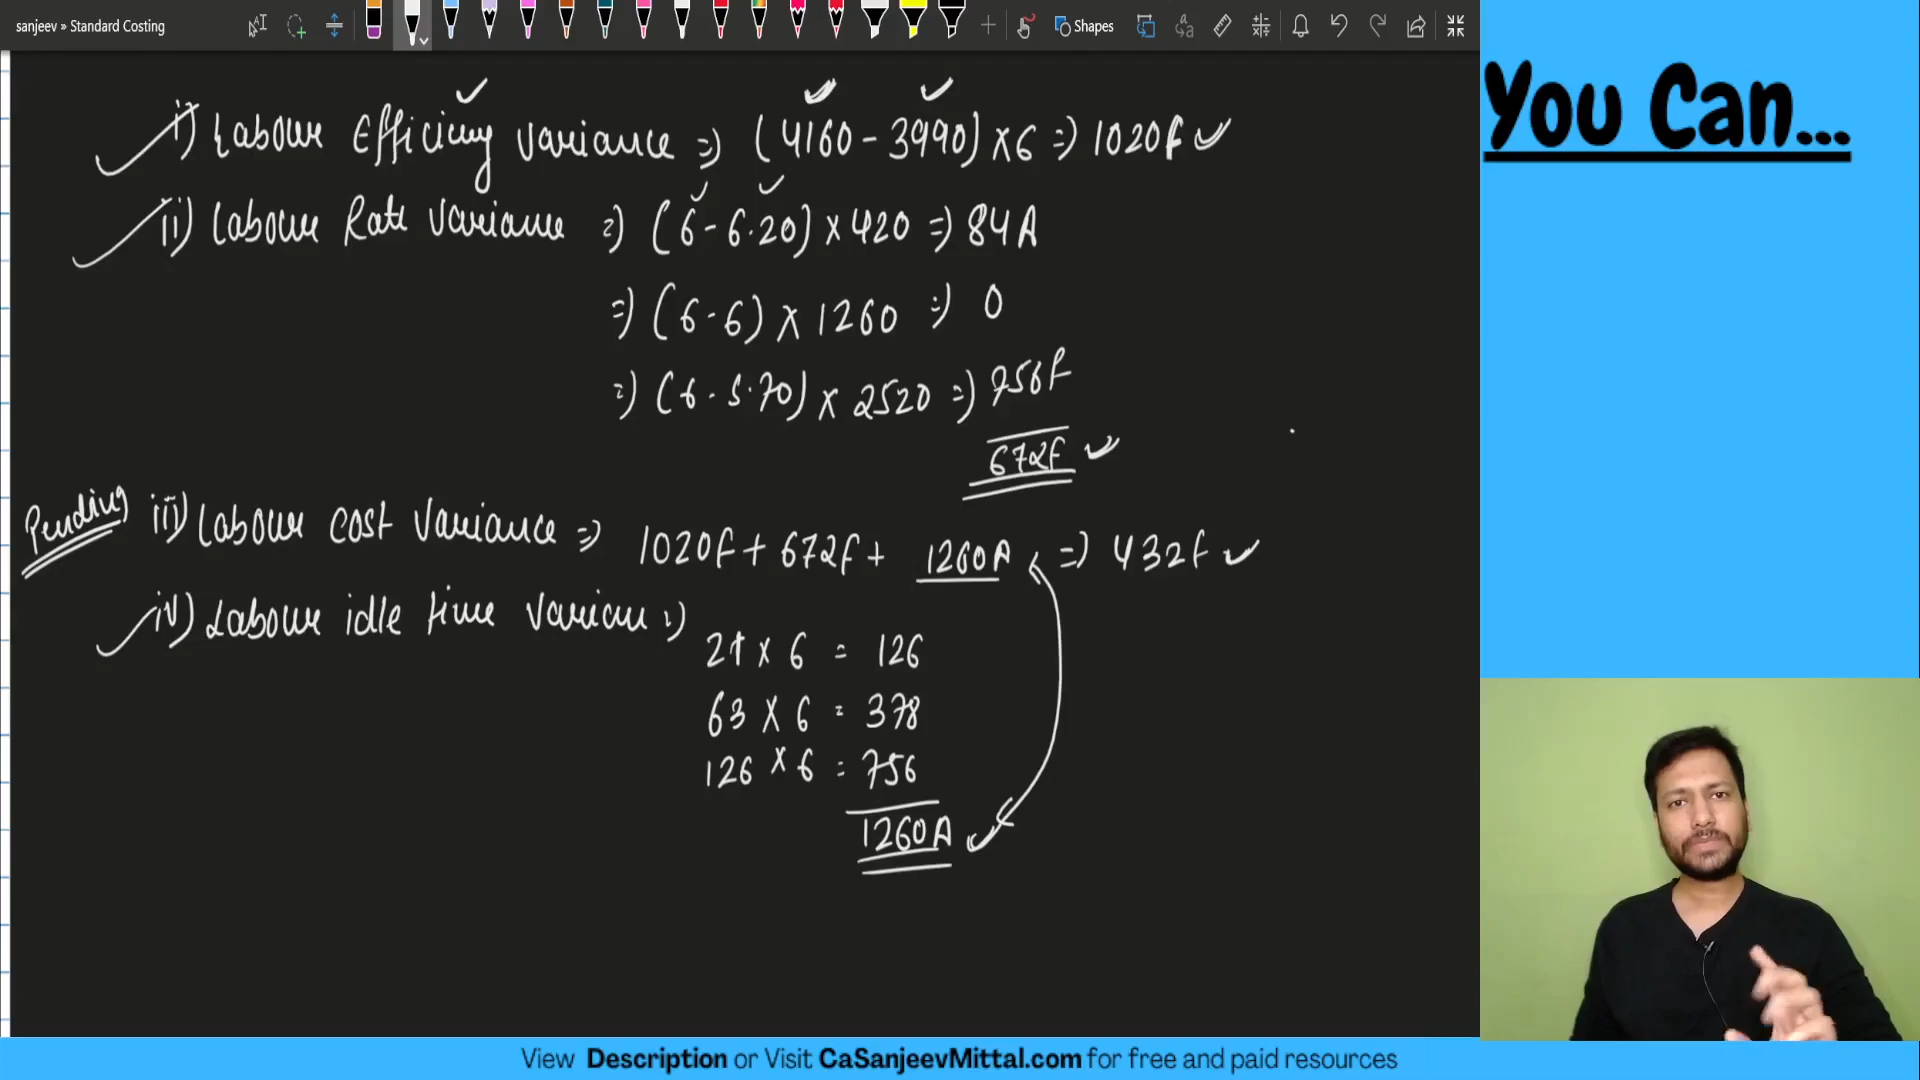 sanjeev » Standard Costing
Shapes
You Can...
i) Labour Efficiency variance => (4160 - 3990) x 6 => 1020f
ii) Labour Rate variance => (6 - 6.20) x 420 => 84A
=> (6 - 6) x 1260 => 0
=> (6 - 5.70) x 2520 => 756f
672f
Pending iii) Labour cost variance => 1020f + 672f + 1260A => 432f
iv) Labour idle time varian =>
21 x 6 = 126
63 x 6 = 378
126 x 6 = 756
1260A
View Description or Visit CaSanjeevMittal.com for free and paid resources